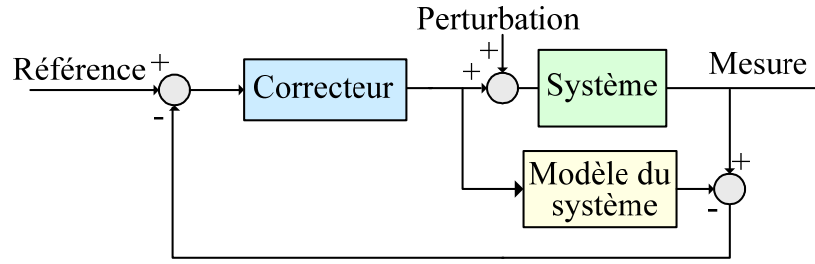 Perturbation
Référence
+
-
Correcteur
+
+
Système
Mesure
Modèle du
système
+
-